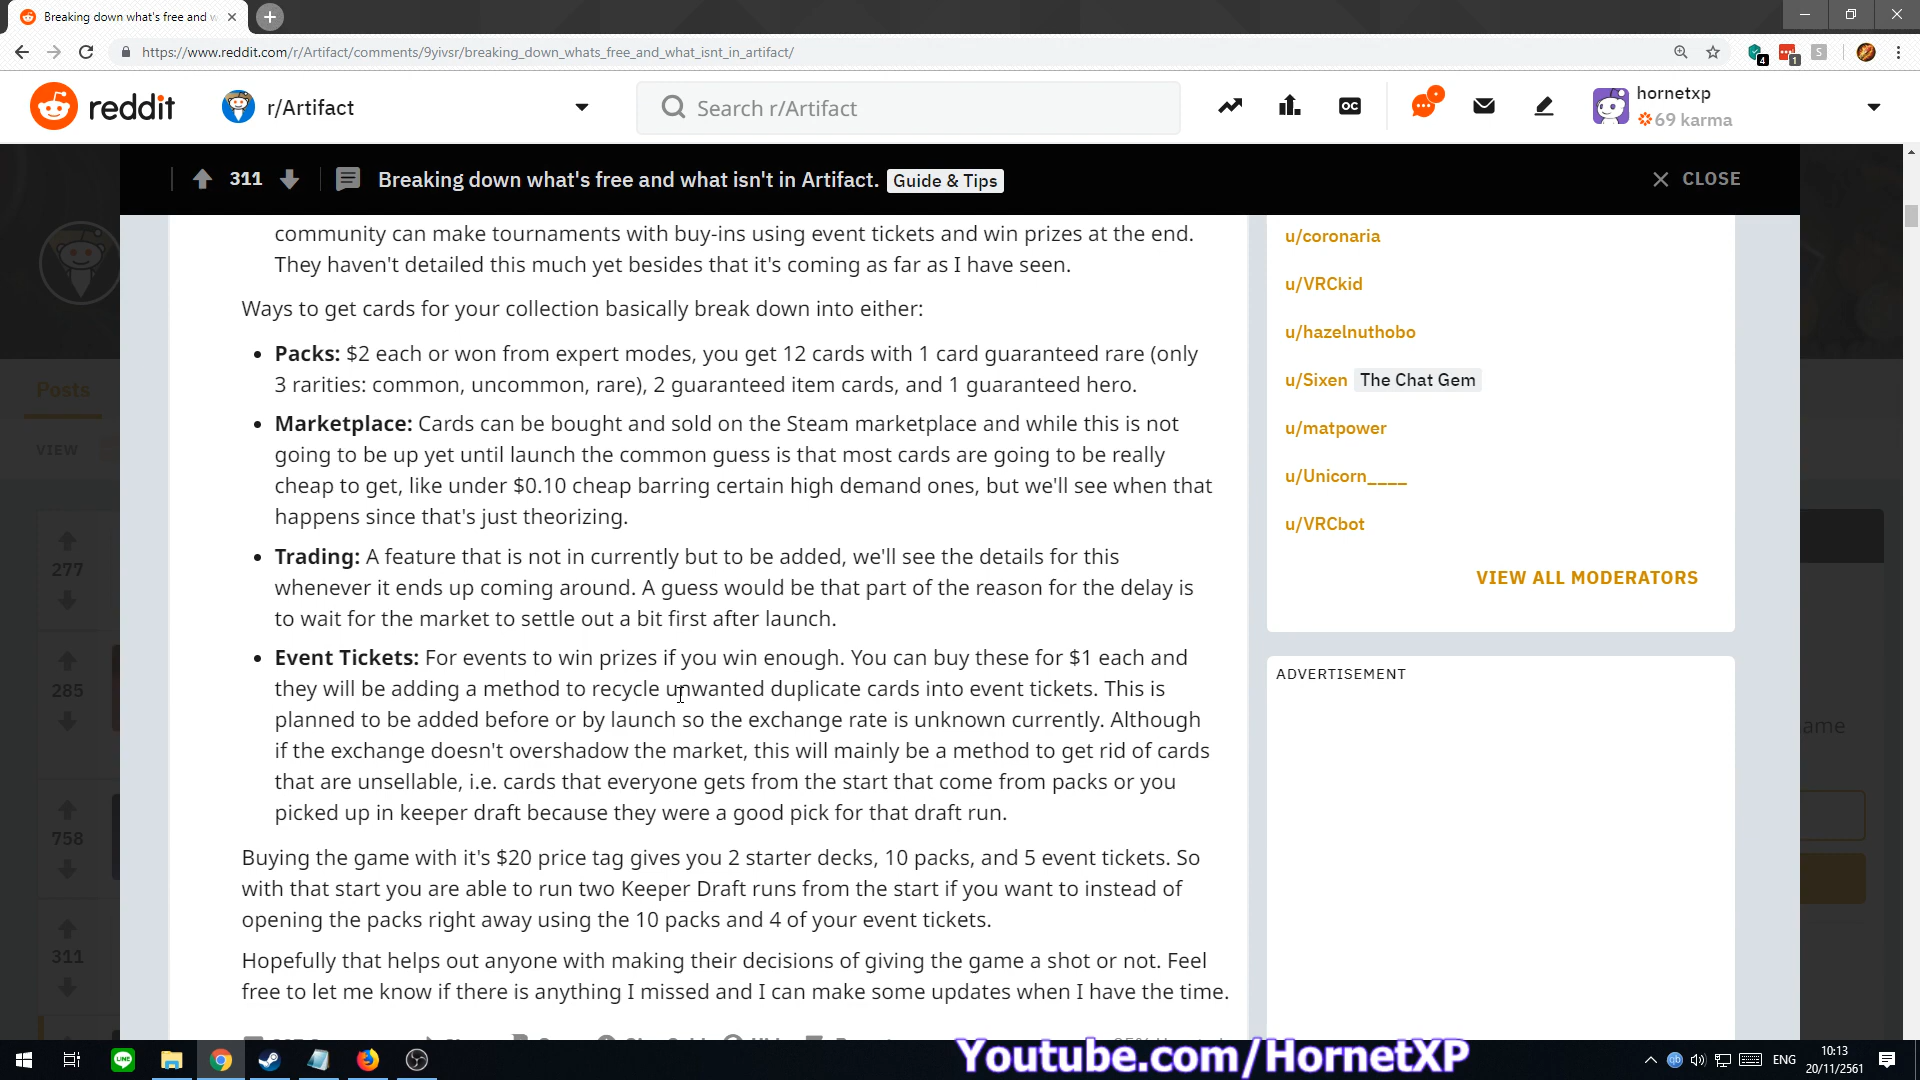 Breaking down what's free and w
https://www.reddit.com/r/Artifact/comments/9yivsr/breaking_down_whats_free_and_what_isnt_in_artifact/
4
1
S
reddit
r/Artifact
Search r/Artifact
OC
hornetxp
69 karma
311
Breaking down what's free and what isn't in Artifact.
Guide & Tips
CLOSE
community can make tournaments with buy-ins using event tickets and win prizes at the end.
They haven't detailed this much yet besides that it's coming as far as I have seen.
Ways to get cards for your collection basically break down into either:
• Packs: $2 each or won from expert modes, you get 12 cards with 1 card guaranteed rare (only
3 rarities: common, uncommon, rare), 2 guaranteed item cards, and 1 guaranteed hero.
• Marketplace: Cards can be bought and sold on the Steam marketplace and while this is not
going to be up yet until launch the common guess is that most cards are going to be really
cheap to get, like under $0.10 cheap barring certain high demand ones, but we'll see when that
happens since that's just theorizing.
• Trading: A feature that is not in currently but to be added, we'll see the details for this
whenever it ends up coming around. A guess would be that part of the reason for the delay is
to wait for the market to settle out a bit first after launch.
• Event Tickets: For events to win prizes if you win enough. You can buy these for $1 each and
they will be adding a method to recycle unwanted duplicate cards into event tickets. This is
planned to be added before or by launch so the exchange rate is unknown currently. Although
if the exchange doesn't overshadow the market, this will mainly be a method to get rid of cards
that are unsellable, i.e. cards that everyone gets from the start that come from packs or you
picked up in keeper draft because they were a good pick for that draft run.
Buying the game with it's $20 price tag gives you 2 starter decks, 10 packs, and 5 event tickets. So
with that start you are able to run two Keeper Draft runs from the start if you want to instead of
opening the packs right away using the 10 packs and 4 of your event tickets.
Hopefully that helps out anyone with making their decisions of giving the game a shot or not. Feel
free to let me know if there is anything I missed and I can make some updates when I have the time.
u/coronaria
u/VRCkid
u/hazelnuthobo
u/Sixen The Chat Gem
u/matpower
u/Unicorn____
u/VRCbot
VIEW ALL MODERATORS
ADVERTISEMENT
Posts
VIEW
277
285
758
311
ame
Youtube.com/HornetXP
ENG
10:13
20/11/2561